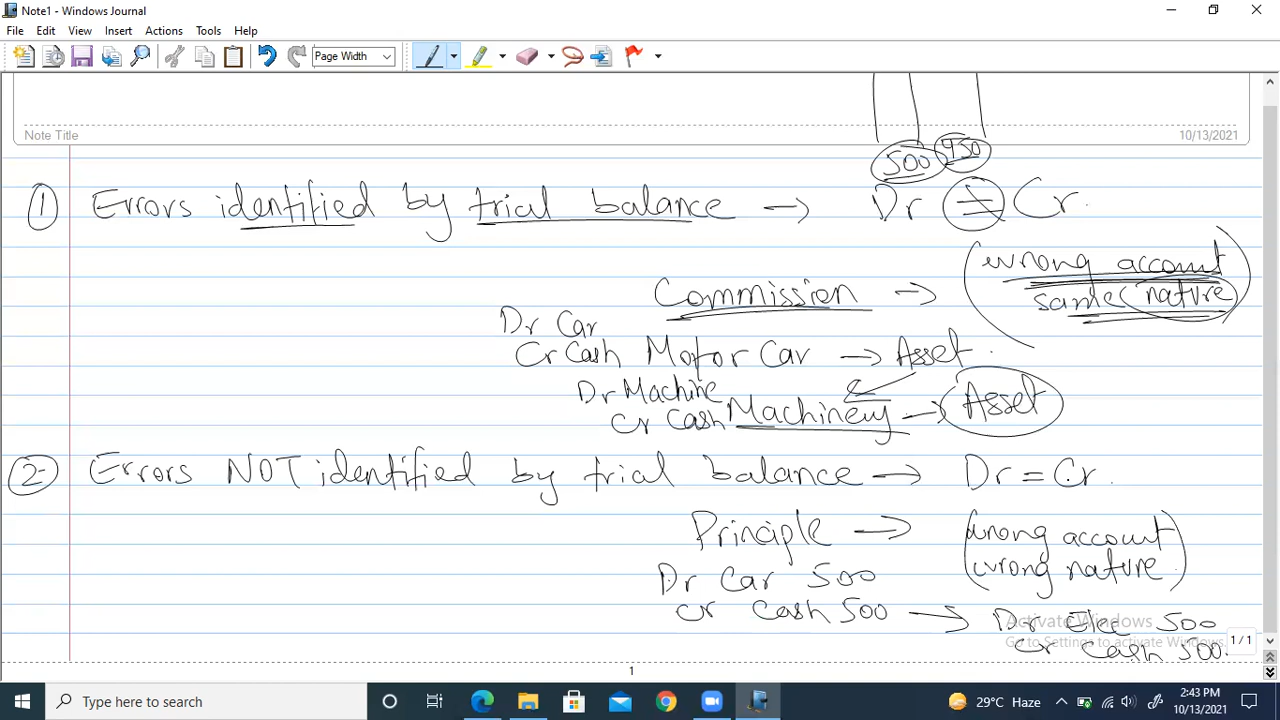 Note1 - Windows Journal
File Edit View Insert Actions Tools Help
Page Width
Note Title
10/13/2021
500 450
① Errors identified by trial balance → Dr ≠ Cr.
(wrong account
Commission → same (nature)
Dr Car
Cr Cash Motor Car → Asset
Dr Machine
Cr Cash Machinery → Asset
② Errors NOT identified by trial balance → Dr = Cr.
Principle → (wrong account
wrong nature)
Dr Car 500
Cr Cash 500 → Dr Elec 500
Cr Cash 500
Activate Windows
Go to Settings to activate Windows.
1/1
1
Type here to search
29°C Haze
2:43 PM
10/13/2021